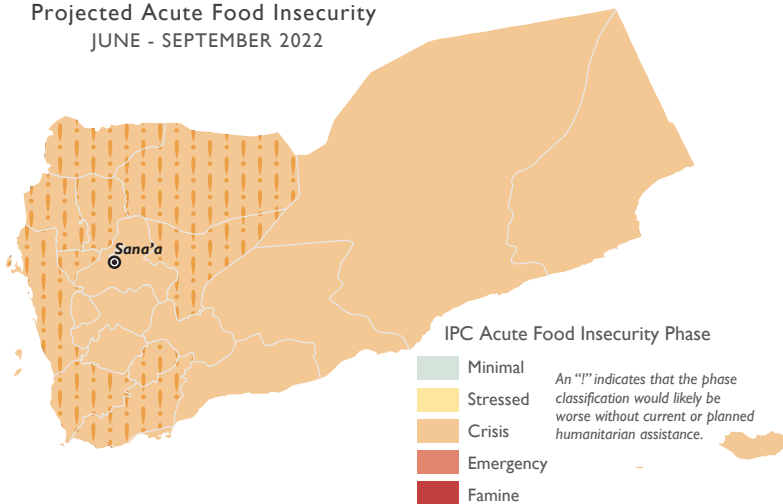 Projected Acute Food Insecurity
JUNE - SEPTEMBER 2022
Sana’a
IPC Acute Food Insecurity Phase
Minimal
Stressed
Crisis
Emergency
Famine
An “!” indicates that the phase
classification would likely be
worse without current or planned
humanitarian assistance.